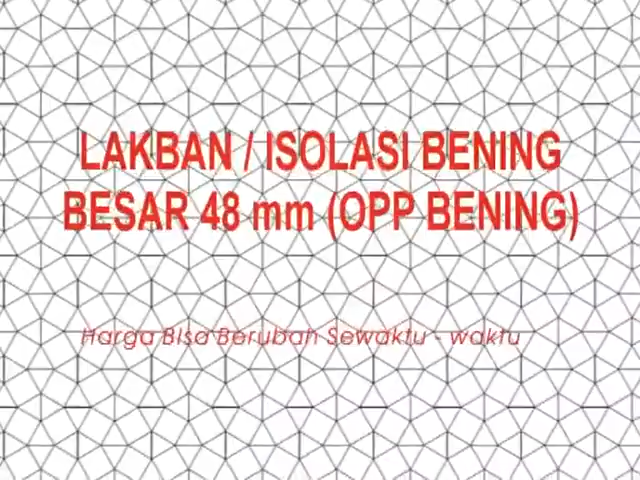 LAKBAN / ISOLASI BENING
BESAR 48 mm (OPP BENING)
Harga Bisa Berubah Sewaktu - waktu